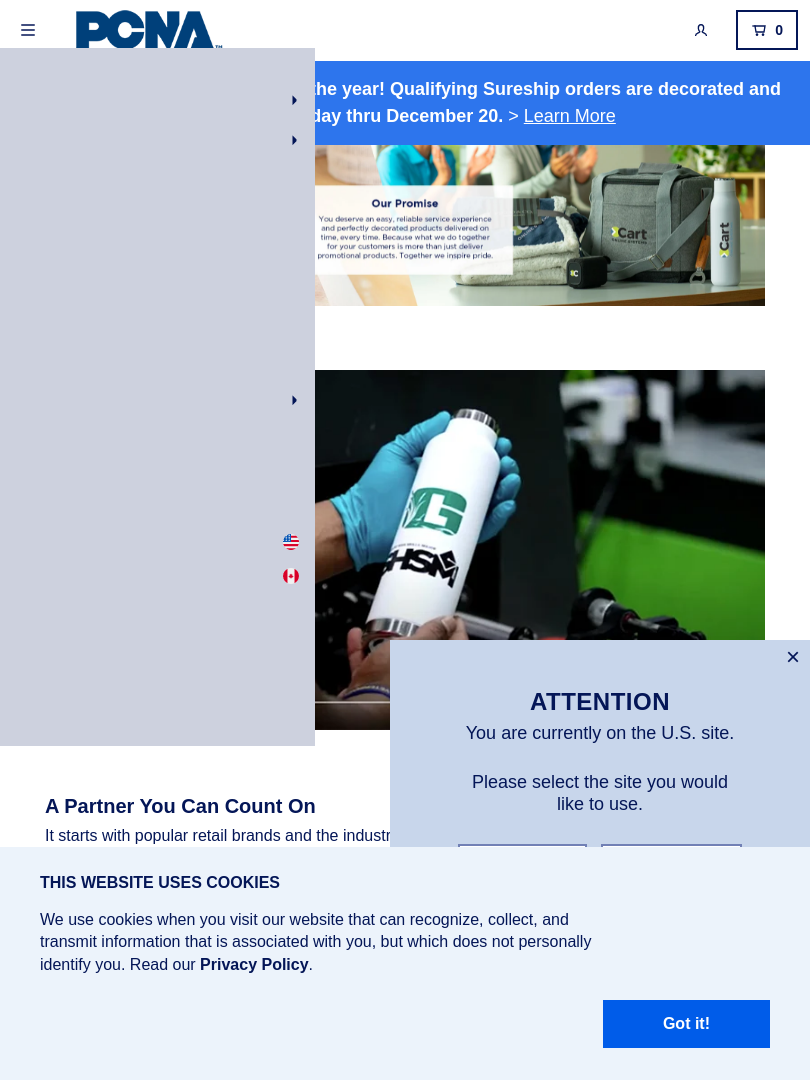 PCNA™
0
the year! Qualifying Sureship orders are decorated and
day thru December 20. > Learn More
Our Promise
You deserve an easy, reliable service experience
and perfectly decorated products delivered on
time, every time. Because what we do together
for your customers is more than just deliver
promotional products. Together we inspire pride.
Cart
Cart
G
GHSM
ATTENTION
You are currently on the U.S. site.
Please select the site you would
like to use.
A Partner You Can Count On
It starts with popular retail brands and the industr
THIS WEBSITE USES COOKIES
We use cookies when you visit our website that can recognize, collect, and
transmit information that is associated with you, but which does not personally
identify you. Read our Privacy Policy.
Got it!